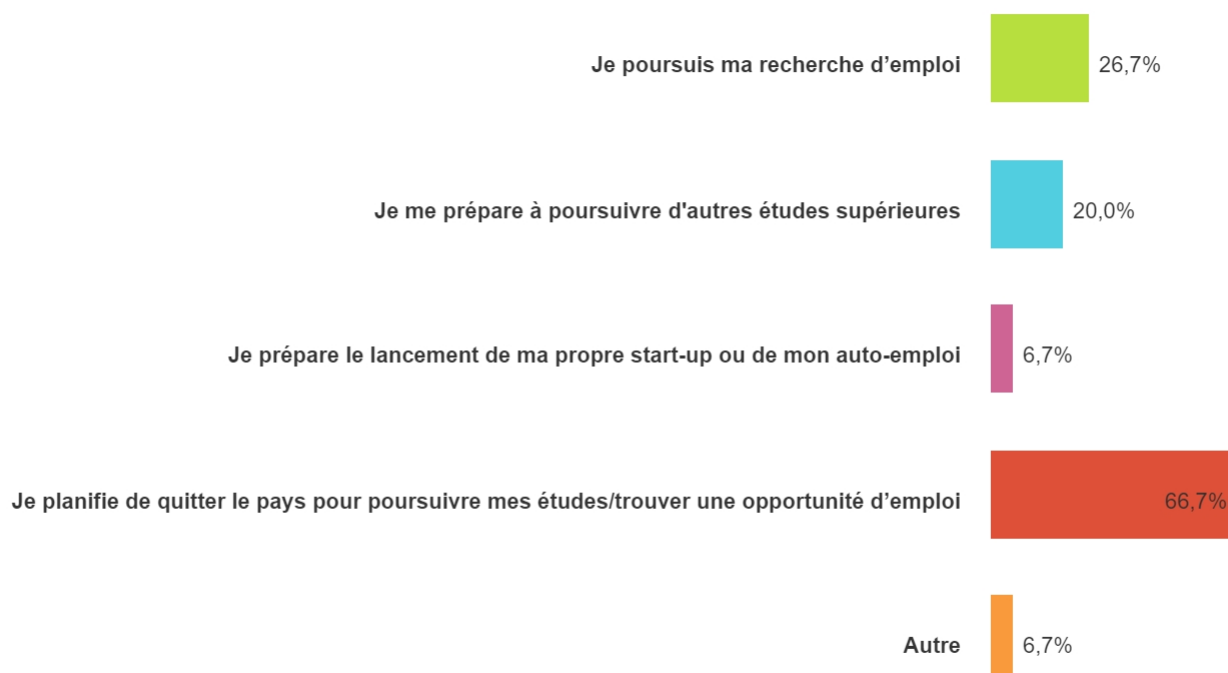 Je poursuis ma recherche d’emploi 26,7%
Je me prépare à poursuivre d'autres études supérieures 20,0%
Je prépare le lancement de ma propre start-up ou de mon auto-emploi 6,7%
Je planifie de quitter le pays pour poursuivre mes études/trouver une opportunité d’emploi 66,7%
Autre 6,7%